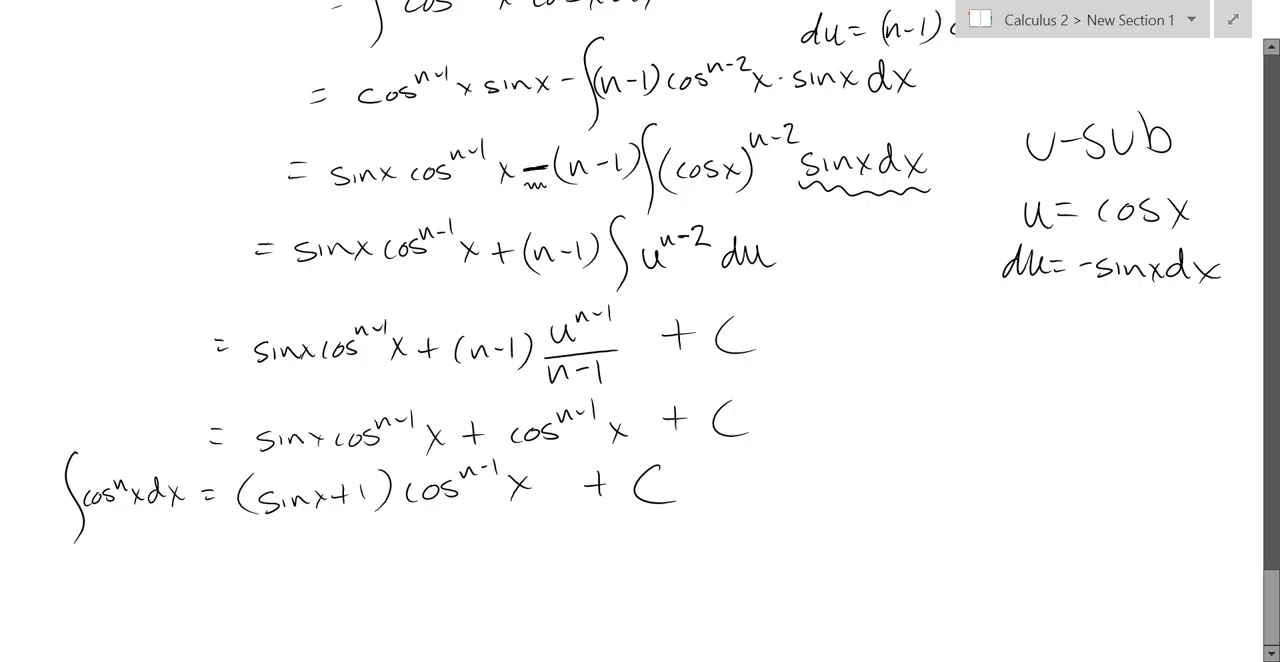 du = (n-1)
Calculus 2 > New Section 1
= cos^{n-1} x sinx - ∫(n-1) cos^{n-2} x · sinx dx
= sinx cos^{n-1} x - (n-1) ∫ (cosx)^{n-2} sinx dx
u-sub
u = cosx
du = -sinx dx
= sinx cos^{n-1} x + (n-1) ∫ u^{n-2} du
= sinx cos^{n-1} x + (n-1) \frac{u^{n-1}}{n-1} + C
= sinx cos^{n-1} x + cos^{n-1} x + C
∫cos^n x dx = (sinx+1) cos^{n-1} x + C